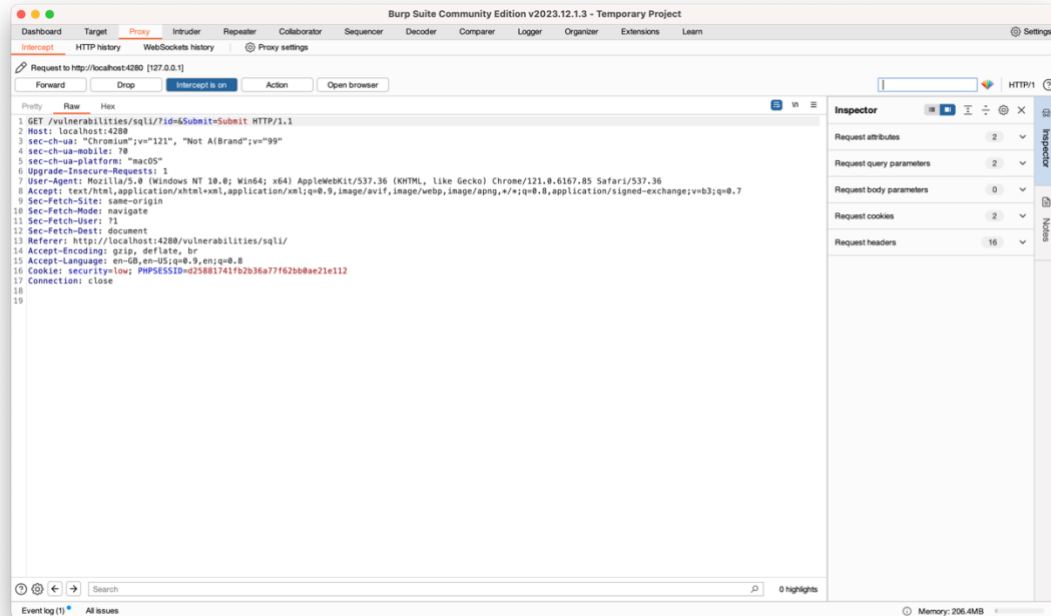 Burp Suite Community Edition v2023.12.1.3 - Temporary Project
Dashboard Target Proxy Intruder Repeater Collaborator Sequencer Decoder Comparer Logger Organizer Extensions Learn Settings
Intercept HTTP history WebSockets history Proxy settings
Request to http://localhost:4280 [127.0.0.1]
Forward Drop Intercept is on Action Open browser HTTP/1
Pretty Raw Hex
Inspector
1 GET /vulnerabilities/sqli/?id=&Submit=Submit HTTP/1.1
2 Host: localhost:4280
3 sec-ch-ua: "Chromium";v="121", "Not A(Brand";v="99"
4 sec-ch-ua-mobile: ?0
5 sec-ch-ua-platform: "macOS"
6 Upgrade-Insecure-Requests: 1
7 User-Agent: Mozilla/5.0 (Windows NT 10.0; Win64; x64) AppleWebKit/537.36 (KHTML, like Gecko) Chrome/121.0.6167.85 Safari/537.36
8 Accept: text/html,application/xhtml+xml,application/xml;q=0.9,image/avif,image/webp,image/apng,*/*;q=0.8,application/signed-exchange;v=b3;q=0.7
9 Sec-Fetch-Site: same-origin
10 Sec-Fetch-Mode: navigate
11 Sec-Fetch-User: ?1
12 Sec-Fetch-Dest: document
13 Referer: http://localhost:4280/vulnerabilities/sqli/
14 Accept-Encoding: gzip, deflate, br
15 Accept-Language: en-GB,en-US;q=0.9,en;q=0.8
16 Cookie: security=low; PHPSESSID=d25881741fb2b36a77f62bb0ae21e112
17 Connection: close
18
19
Request attributes 2
Request query parameters 2
Request body parameters 0
Request cookies 2
Request headers 16
Inspector
Notes
Search 0 highlights
Event log (1) All issues Memory: 206.4MB